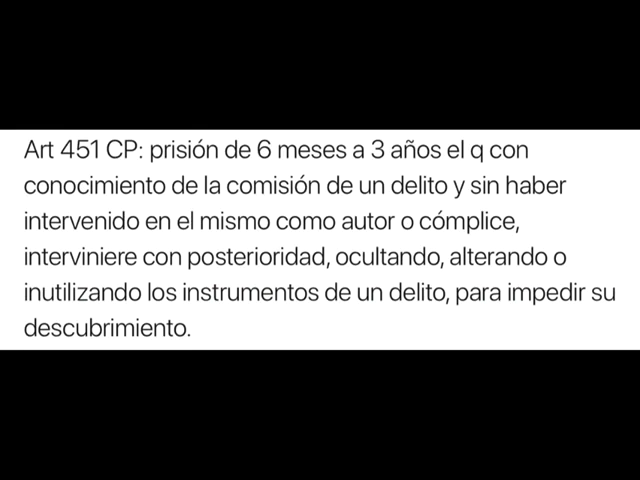 Art 451 CP: prisión de 6 meses a 3 años el q con
conocimiento de la comisión de un delito y sin haber
intervenido en el mismo como autor o cómplice,
interviniere con posterioridad, ocultando, alterando o
inutilizando los instrumentos de un delito, para impedir su
descubrimiento.